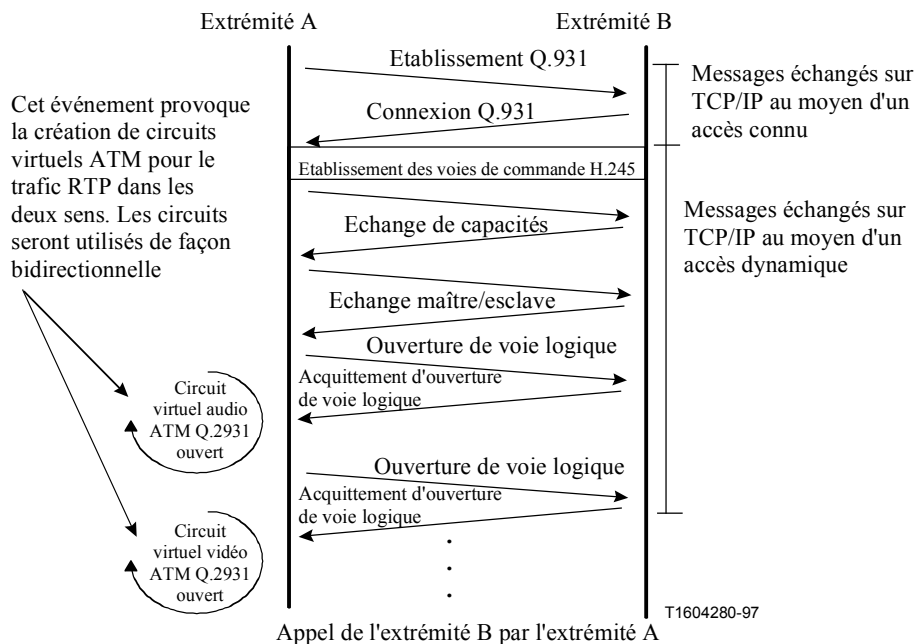 Extrémité A
Extrémité B
Etablissement Q.931
Connexion Q.931
Messages échangés sur
TCP/IP au moyen d'un
accès connu
Cet événement provoque
la création de circuits
virtuels ATM pour le
trafic RTP dans les
deux sens. Les circuits
seront utilisés de façon
bidirectionnelle
Etablissement des voies de commande H.245
Echange de capacités
Messages échangés sur
TCP/IP au moyen d'un
accès dynamique
Echange maître/esclave
Ouverture de voie logique
Acquittement d'ouverture
de voie logique
Circuit
virtuel audio
ATM Q.2931
ouvert
Ouverture de voie logique
Acquittement d'ouverture
de voie logique
Circuit
virtuel vidéo
ATM Q.2931
ouvert
T1604280-97
Appel de l'extrémité B par l'extrémité A